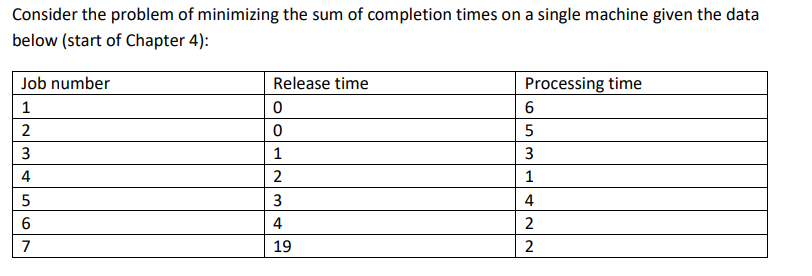 Consider the problem of minimizing the sum of completion times on a single machine given the data
below (start of Chapter 4):
Job number Release time Processing time
1 0 6
2 0 5
3 1 3
4 2 1
5 3 4
6 4 2
7 19 2